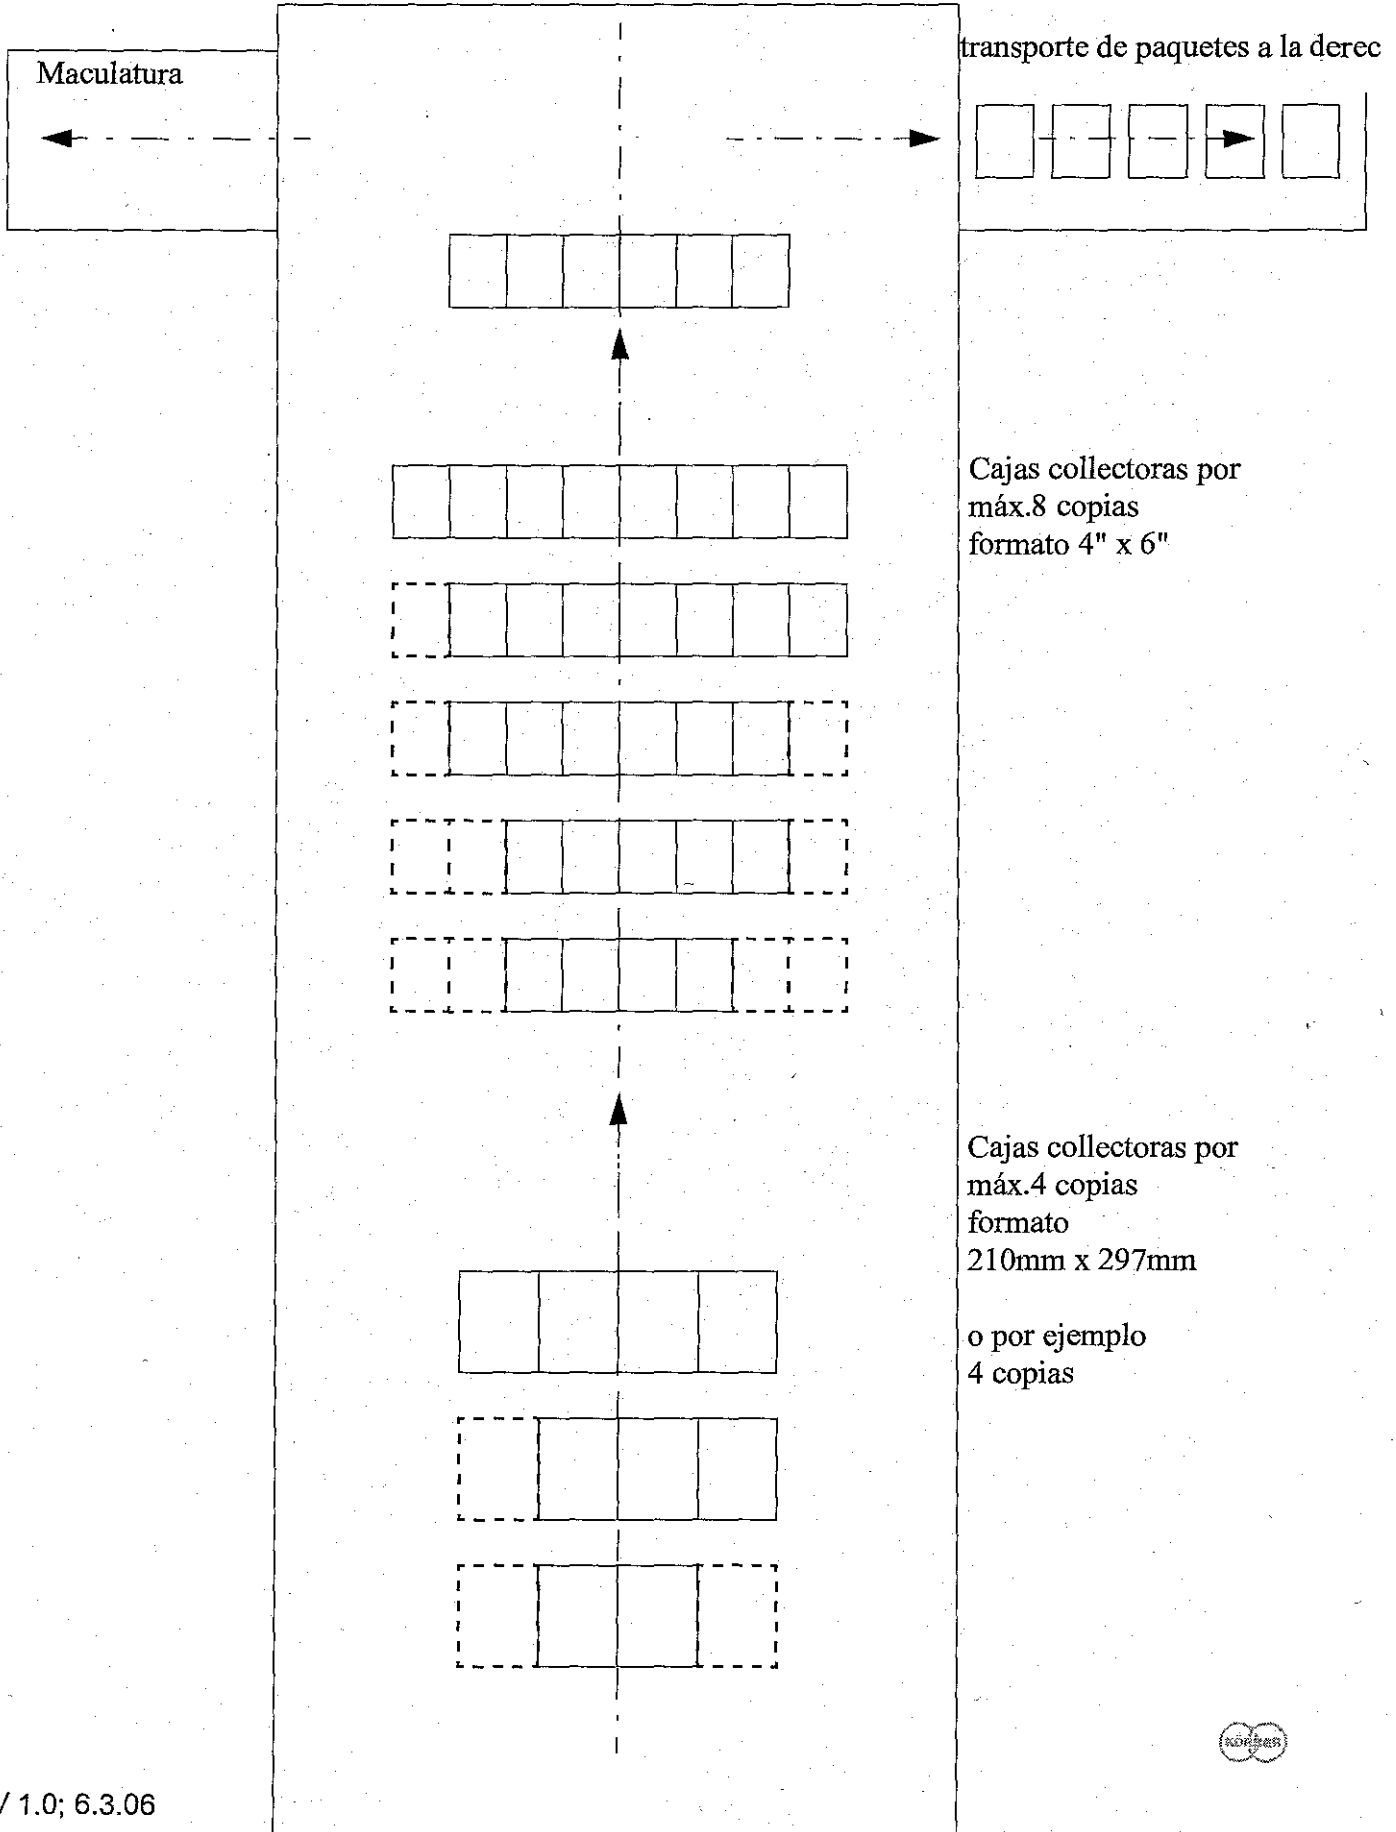 Maculatura
transporte de paquetes a la derec
Cajas collectoras por
máx.8 copias
formato 4" x 6"
Cajas collectoras por
máx.4 copias
formato
210mm x 297mm
o por ejemplo
4 copias
KÖRBER
/ 1.0; 6.3.06